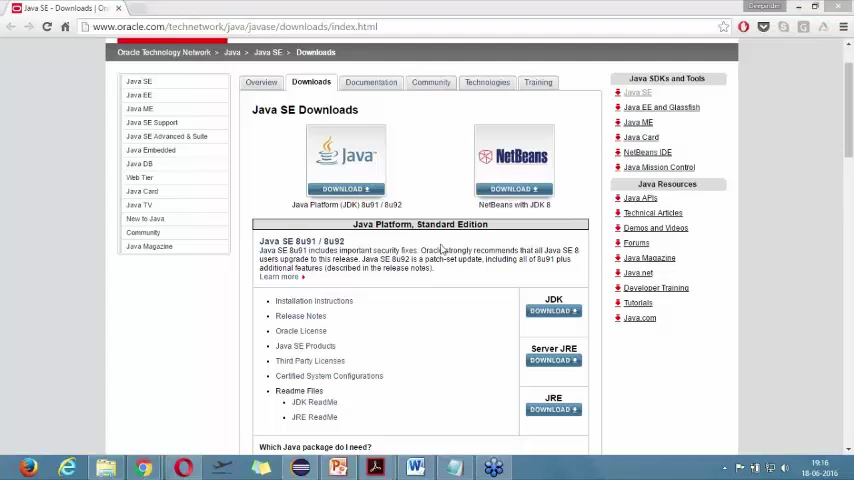 Java SE - Downloads | Or
Deepander
www.oracle.com/technetwork/java/javase/downloads/index.html
Oracle Technology Network > Java > Java SE > Downloads
Java SE
Java EE
Java ME
Java SE Support
Java SE Advanced & Suite
Java Embedded
Java DB
Web Tier
Java Card
Java TV
New to Java
Community
Java Magazine
Overview
Downloads
Documentation
Community
Technologies
Training
Java SE Downloads
Java™
DOWNLOAD
Java Platform (JDK) 8u91 / 8u92
NetBeans
DOWNLOAD
NetBeans with JDK 8
Java Platform, Standard Edition
Java SE 8u91 / 8u92
Java SE 8u91 includes important security fixes. Oracle strongly recommends that all Java SE 8
users upgrade to this release. Java SE 8u92 is a patch-set update, including all of 8u91 plus
additional features (described in the release notes).
Learn more
Installation Instructions
Release Notes
Oracle License
Java SE Products
Third Party Licenses
Certified System Configurations
Readme Files
JDK ReadMe
JRE ReadMe
JDK
DOWNLOAD
Server JRE
DOWNLOAD
JRE
DOWNLOAD
Which Java package do I need?
Java SDKs and Tools
Java SE
Java EE and Glassfish
Java ME
Java Card
NetBeans IDE
Java Mission Control
Java Resources
Java APIs
Technical Articles
Demos and Videos
Forums
Java Magazine
Java.net
Developer Training
Tutorials
Java.com
19:16
18-06-2016